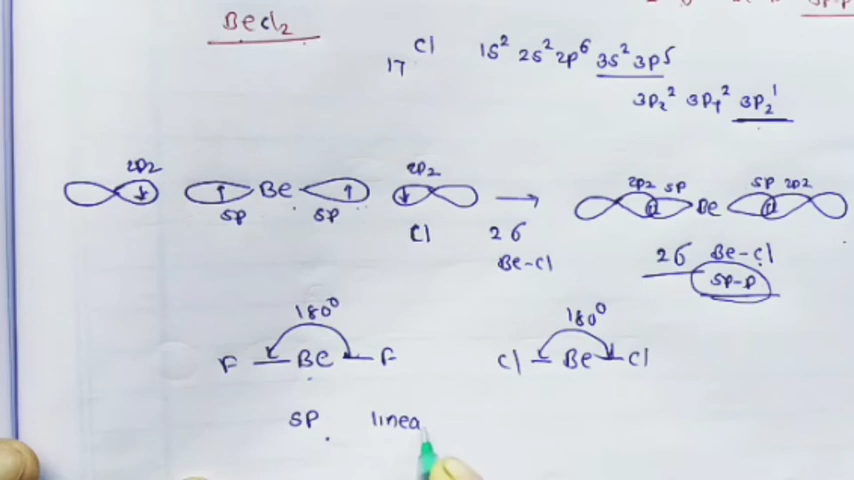 BeCl2
17 Cl 1s² 2s² 2p⁶ 3s² 3p5
3Pz² 3Py² 3Pz¹
2Pz 2Pz 2Pz SP SP 2Pz
Be → Be
SP SP
Cl 2σ 2σ Be-Cl
Be-Cl SP-P
180° 180°
F — Be — F Cl — Be — Cl
SP. linea